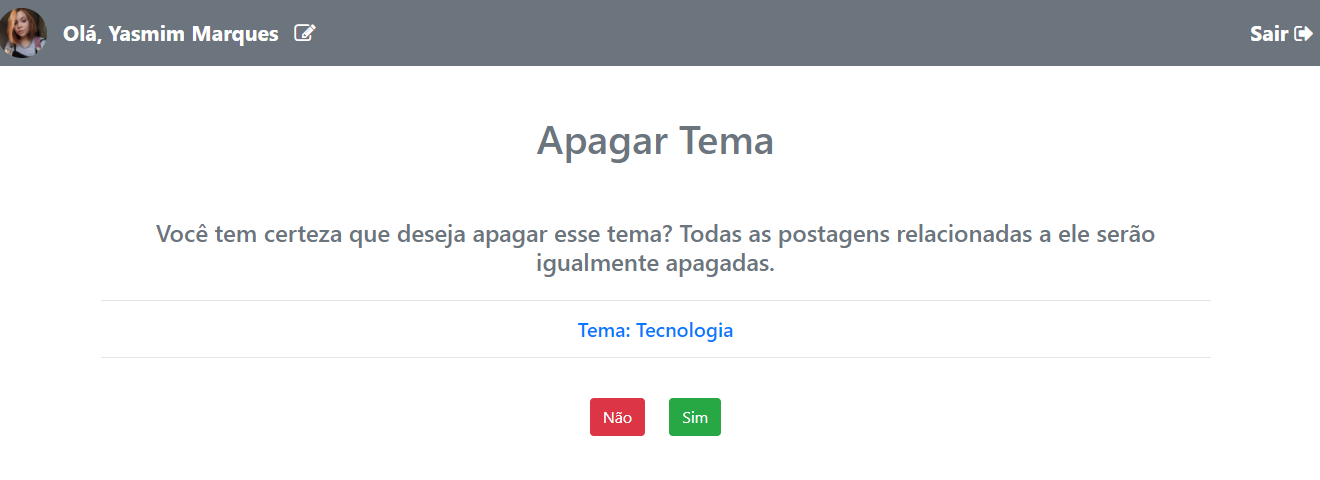 Olá, Yasmim Marques
Sair
Apagar Tema
Você tem certeza que deseja apagar esse tema? Todas as postagens relacionadas a ele serão
igualmente apagadas.
Tema: Tecnologia
Não
Sim